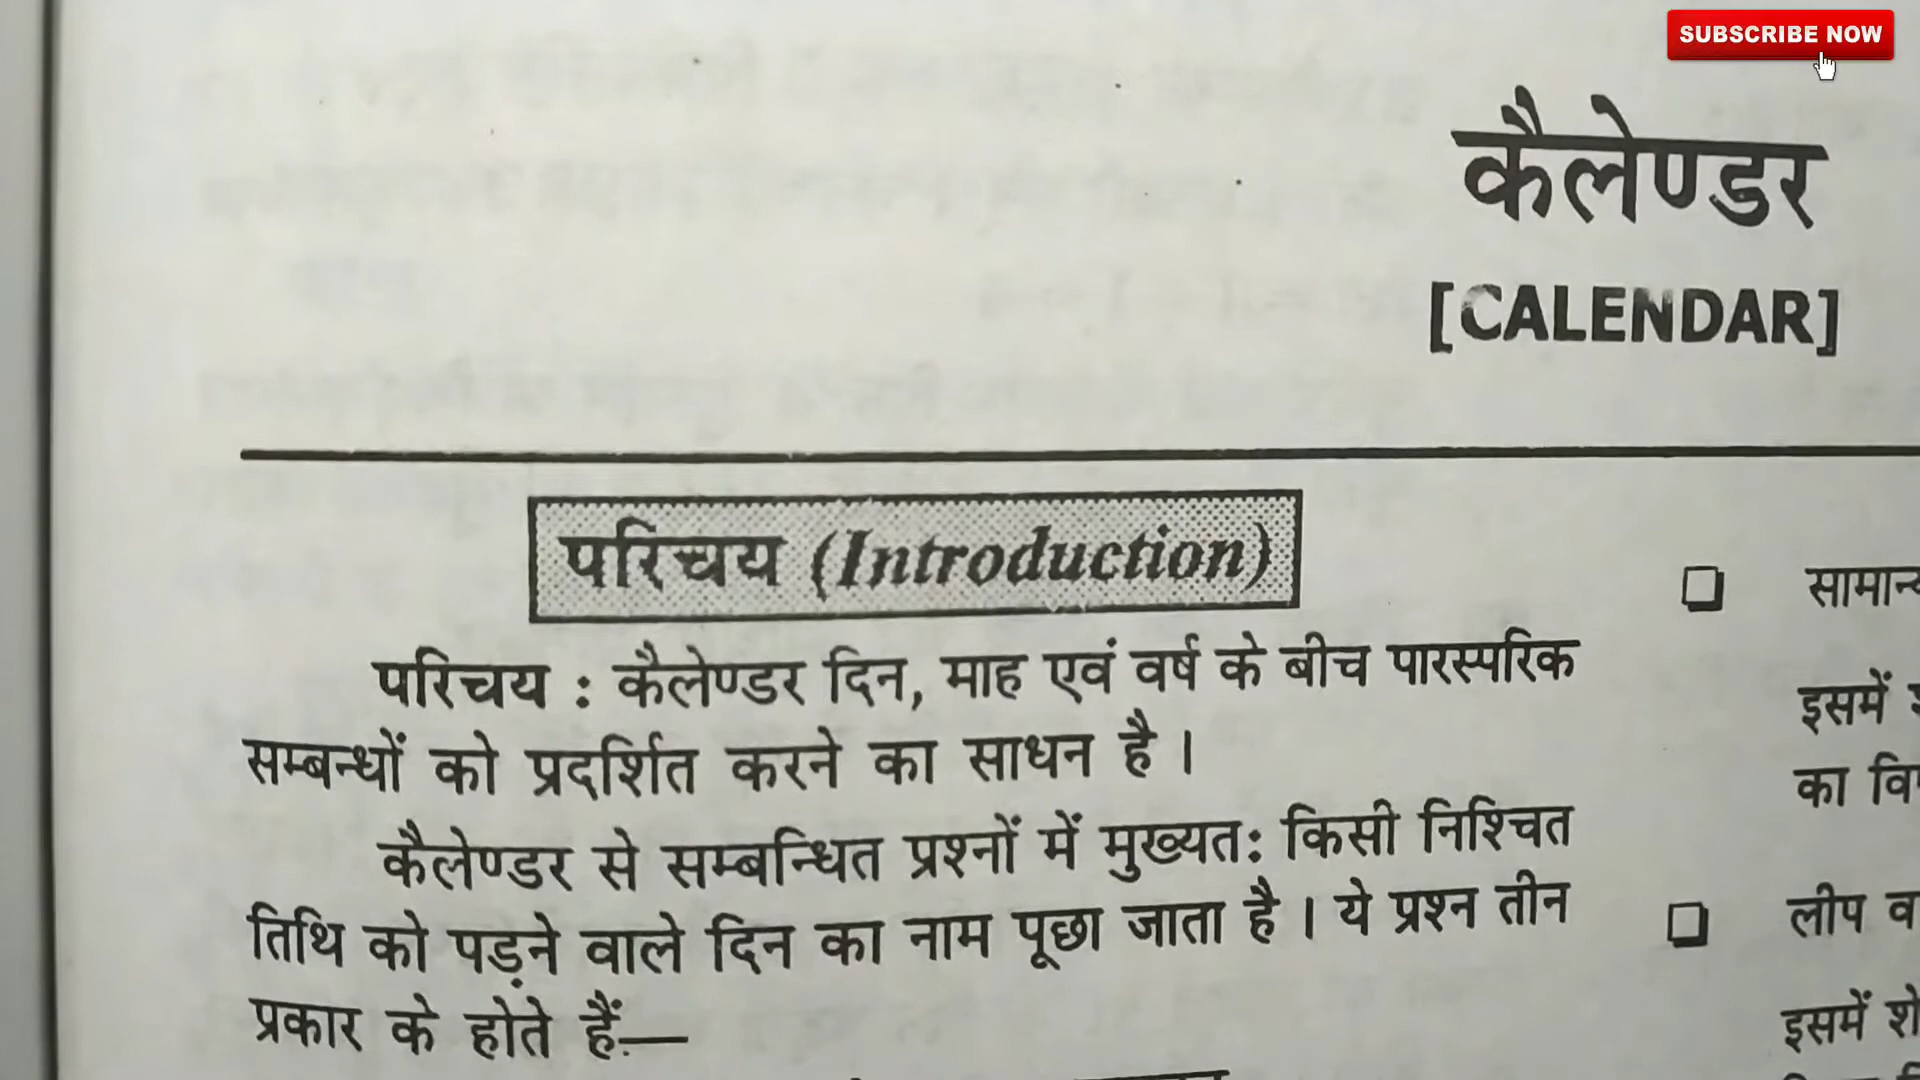 SUBSCRIBE NOW
कैलेण्डर
[CALENDAR]
परिचय (Introduction)
परिचय : कैलेण्डर दिन, माह एवं वर्ष के बीच पारस्परिक
सम्बन्धों को प्रदर्शित करने का साधन है ।
कैलेण्डर से सम्बन्धित प्रश्नों में मुख्यतः किसी निश्चित
तिथि को पड़ने वाले दिन का नाम पूछा जाता है । ये प्रश्न तीन
प्रकार के होते हैं—
इसमें
का
लीप
इसमें